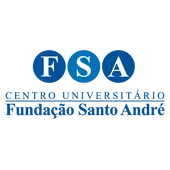 FSA
CENTRO UNIVERSITÁRIO
Fundação Santo André